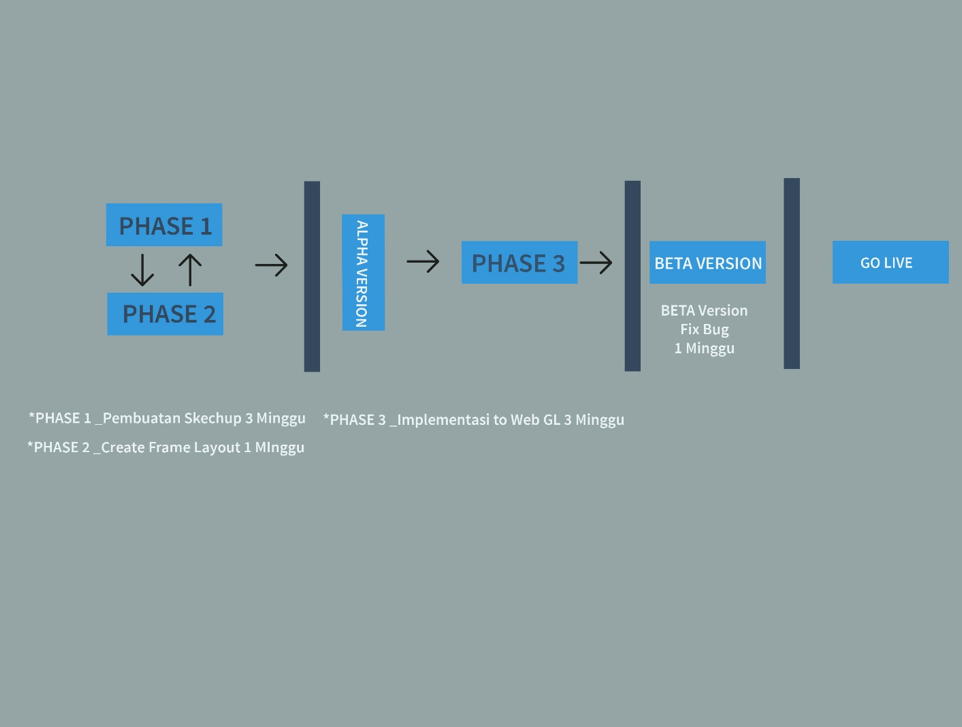 PHASE 1
PHASE 2
ALPHA VERSION
PHASE 3
BETA VERSION
BETA Version
Fix Bug
1 Minggu
GO LIVE
*PHASE 1 _Pembuatan Skechup 3 Minggu
*PHASE 2 _Create Frame Layout 1 MInggu
*PHASE 3 _Implementasi to Web GL 3 Minggu